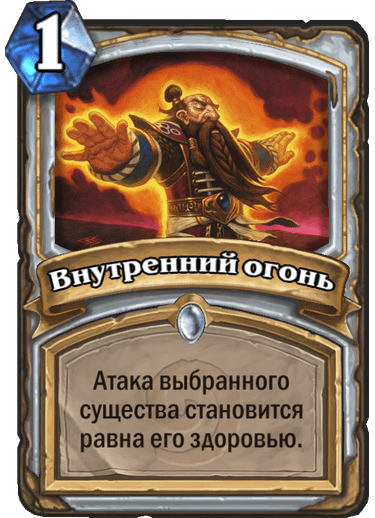 1
Внутренний огонь
Атака выбранного
существа становится
равна его здоровью.